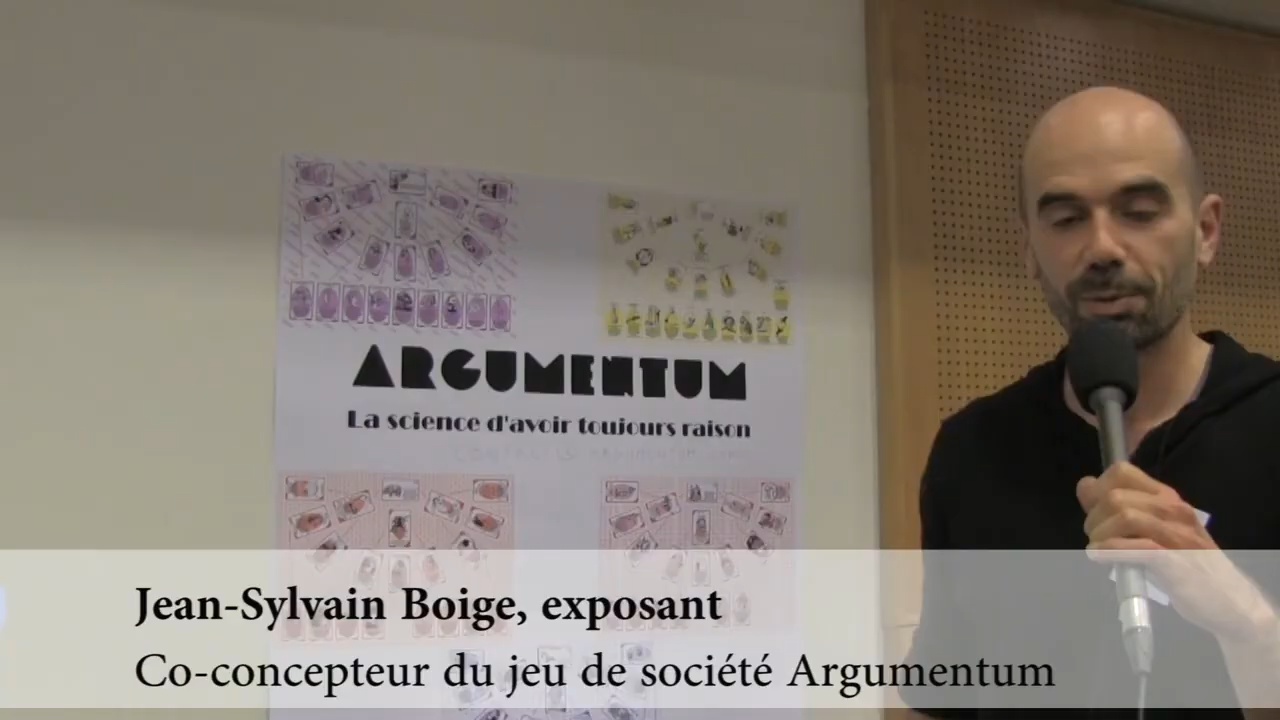 ARGUMENTUM
La science d'avoir toujours raison
Jean-Sylvain Boige, exposant
Co-concepteur du jeu de société Argumentum